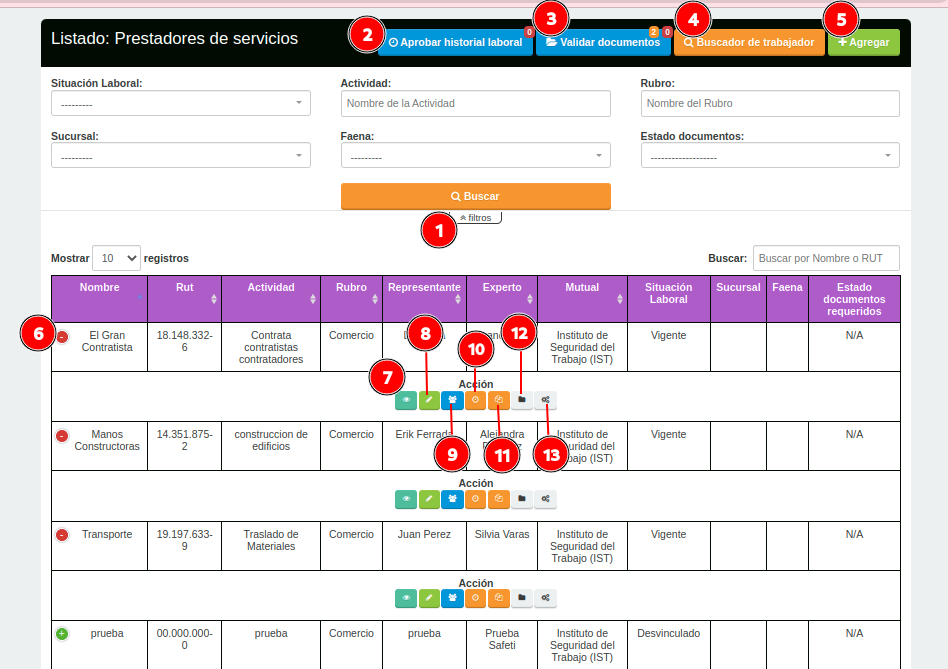 Listado: Prestadores de servicios
2
3
4
5
Aprobar historial laboral 0
Validar documentos 2 0
Buscador de trabajador
Agregar
Situación Laboral: Actividad: Rubro:
--------- Nombre de la Actividad Nombre del Rubro
Sucursal: Faena: Estado documentos:
--------- --------- -------------------
Buscar
1
filtros
Mostrar 10 registros Buscar: Buscar por Nombre o RUT
Nombre Rut Actividad Rubro Representante Experto Mutual Situación Laboral Sucursal Faena Estado documentos requeridos
6
El Gran Contratista 18.148.332-6 Contrata contratistas contratadores Comercio Instituto de Seguridad del Trabajo (IST) Vigente N/A
8
10
12
7
Acción
9
11
13
Manos Constructoras 14.351.875-2 construccion de edificios Comercio Erik Ferrada Alejandra Instituto de Seguridad del Trabajo (IST) Vigente N/A
Acción
Transporte 19.197.633-9 Traslado de Materiales Comercio Juan Perez Silvia Varas Instituto de Seguridad del Trabajo (IST) Vigente N/A
Acción
prueba 00.000.000-0 prueba Comercio prueba Prueba Safeti Instituto de Seguridad del Trabajo (IST) Desvinculado N/A